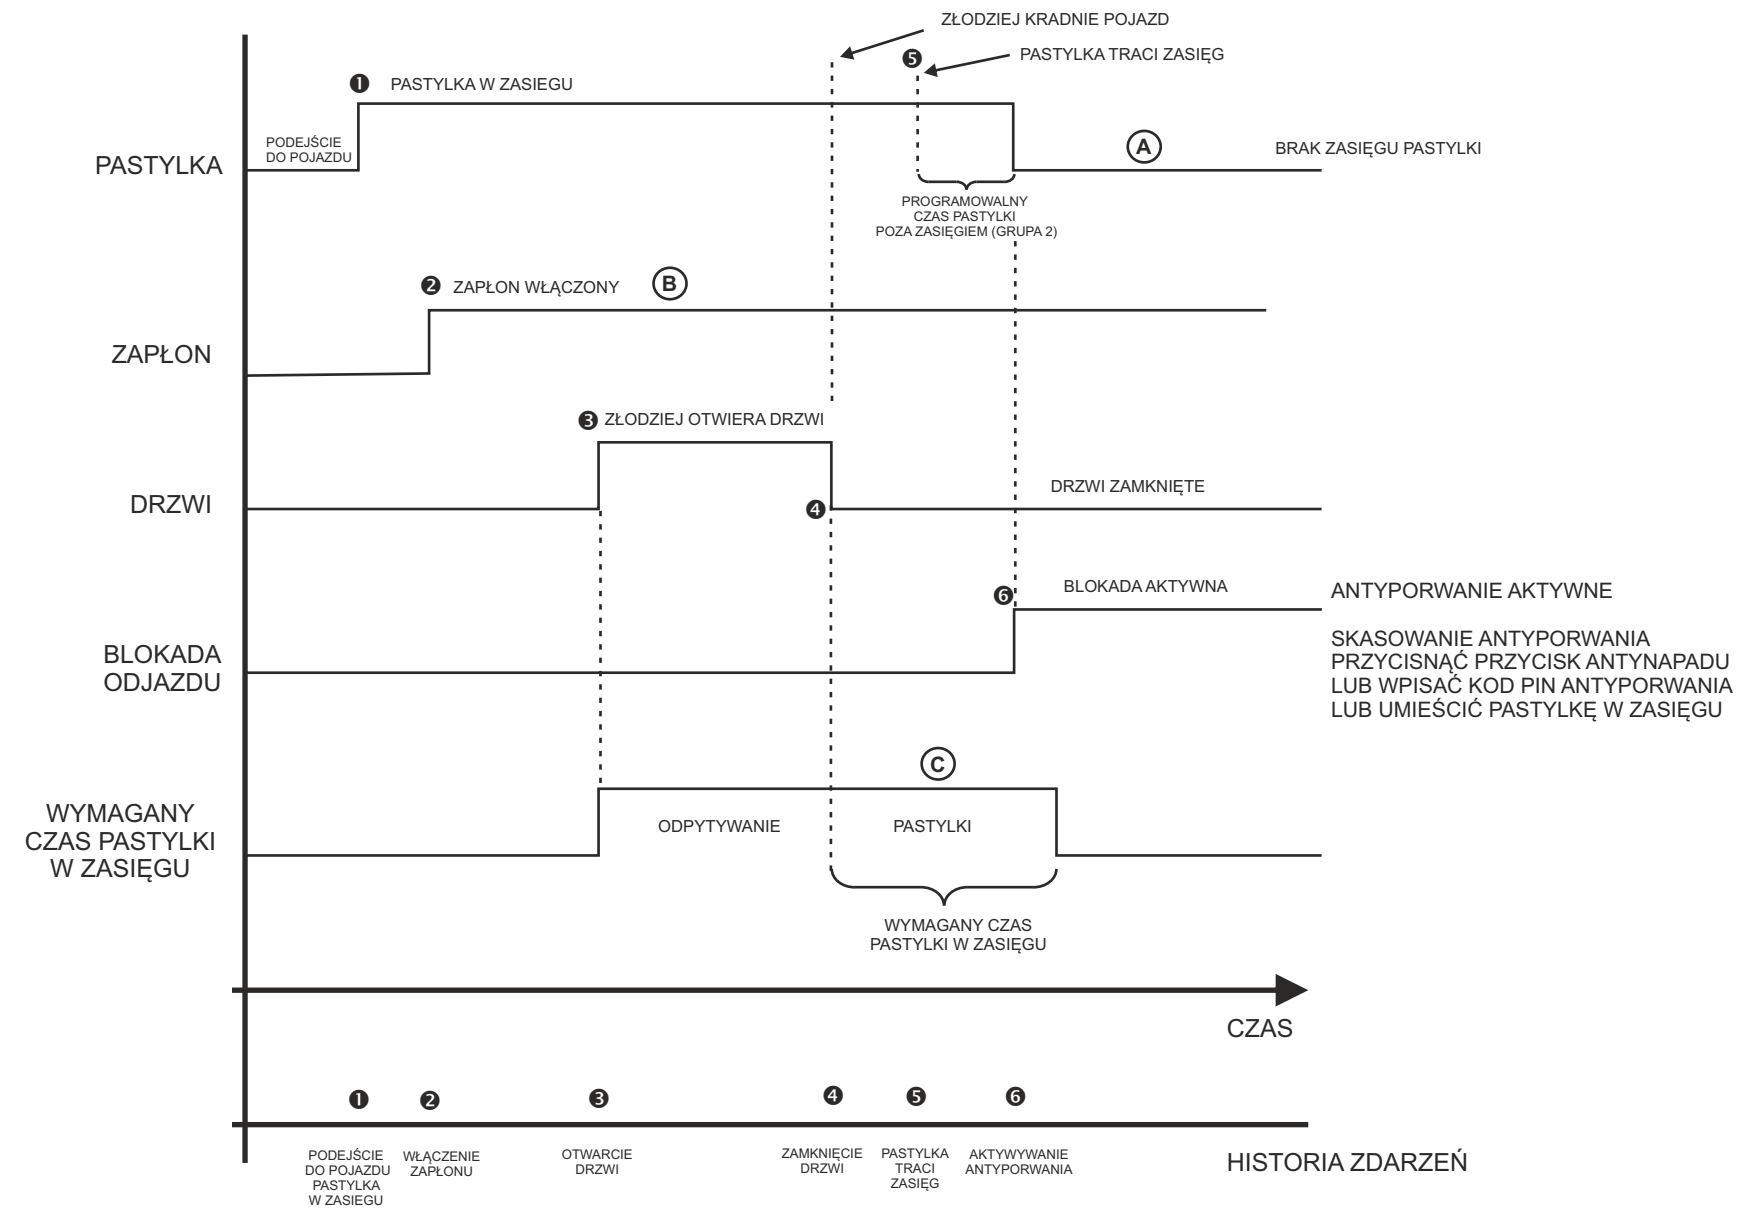 ZŁODZIEJ KRADNIE POJAZD
❺
PASTYLKA TRACI ZASIĘG
❶
PASTYLKA W ZASIEGU
PODEJŚCIE
DO POJAZDU
PASTYLKA
A
BRAK ZASIĘGU PASTYLKI
PROGRAMOWALNY
CZAS PASTYLKI
POZA ZASIĘGIEM (GRUPA 2)
❷
ZAPŁON WŁĄCZONY
B
ZAPŁON
❸
ZŁODZIEJ OTWIERA DRZWI
DRZWI
❹
DRZWI ZAMKNIĘTE
❻
BLOKADA AKTYWNA
ANTYPORWANIE AKTYWNE
SKASOWANIE ANTYPORWANIA
PRZYCISNĄĆ PRZYCISK ANTYNAPADU
LUB WPISAĆ KOD PIN ANTYPORWANIA
LUB UMIEŚCIĆ PASTYLKĘ W ZASIĘGU
BLOKADA
ODJAZDU
C
WYMAGANY
CZAS PASTYLKI
W ZASIĘGU
ODPYTYWANIE
PASTYLKI
WYMAGANY CZAS
PASTYLKI W ZASIĘGU
CZAS
❶
❷
❸
❹
❺
❻
PODEJŚCIE
DO POJAZDU
PASTYLKA
W ZASIEGU
WŁĄCZENIE
ZAPŁONU
OTWARCIE
DRZWI
ZAMKNIĘCIE
DRZWI
PASTYLKA
TRACI
ZASIĘG
AKTYWYWANIE
ANTYPORWANIA
HISTORIA ZDARZEŃ